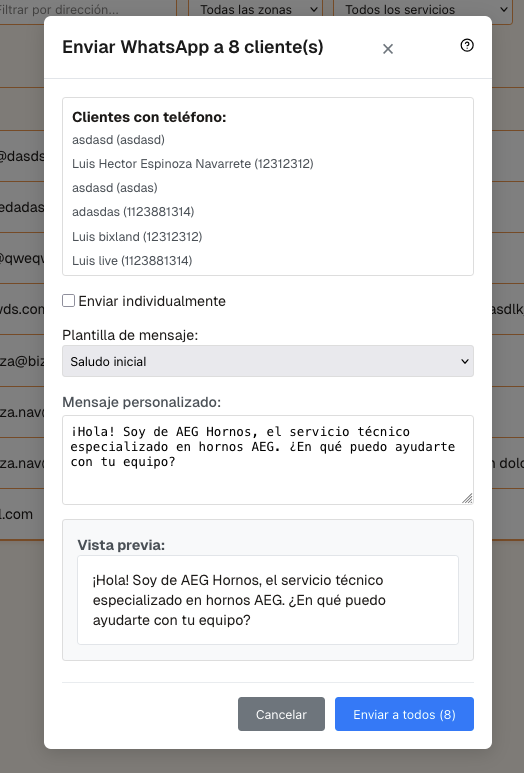 Filtrar por dirección...
Todas las zonas
Todos los servicios
Enviar WhatsApp a 8 cliente(s)
×
?
Clientes con teléfono:
asdasd (asdasd)
Luis Hector Espinoza Navarrete (12312312)
asdasd (asdas)
adasdas (1123881314)
Luis bixland (12312312)
Luis live (1123881314)
Enviar individualmente
Plantilla de mensaje:
Saludo inicial
Mensaje personalizado:
¡Hola! Soy de AEG Hornos, el servicio técnico
especializado en hornos AEG. ¿En qué puedo ayudarte
con tu equipo?
Vista previa:
¡Hola! Soy de AEG Hornos, el servicio técnico
especializado en hornos AEG. ¿En qué puedo
ayudarte con tu equipo?
Cancelar
Enviar a todos (8)
@dasds
edadas
@qweqv
wds.com
asdlk
za@biz
za.nav
za.nav
n dolo
l.com